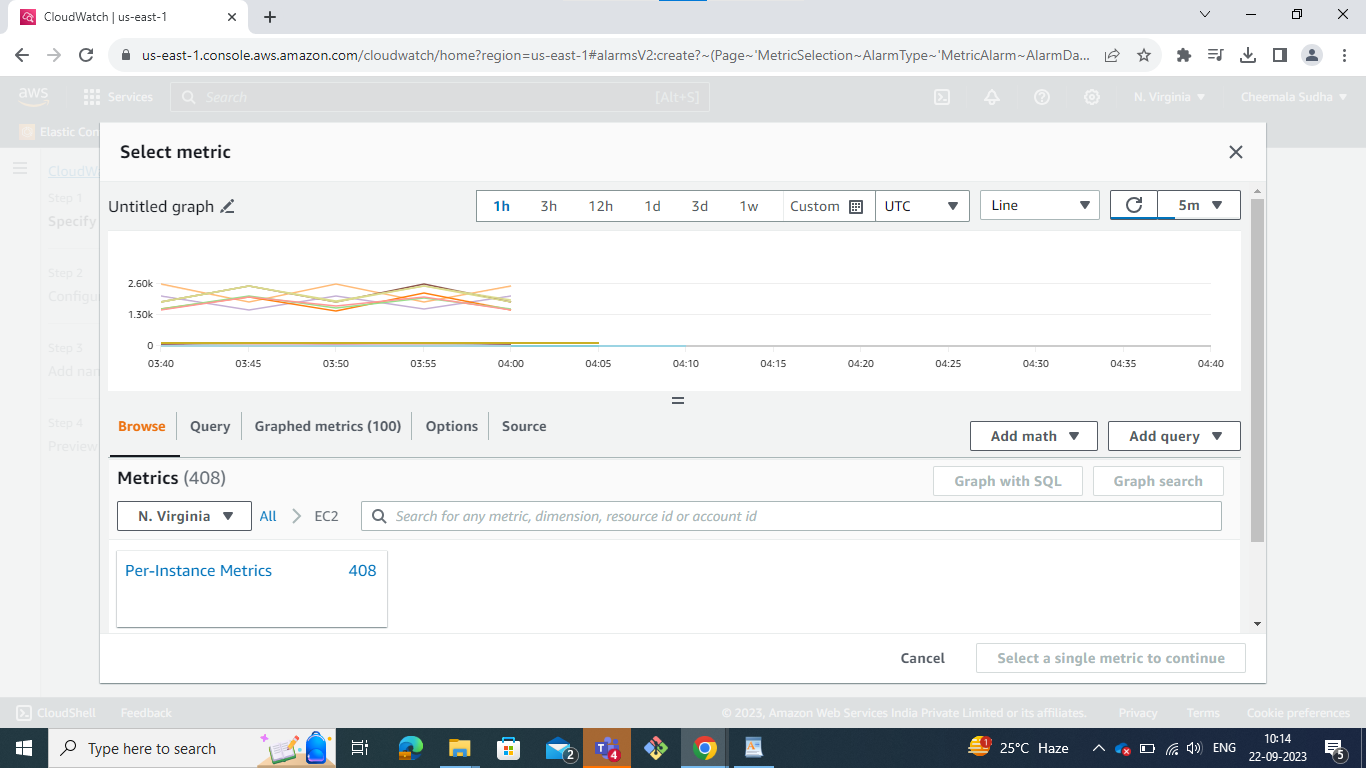 CloudWatch | us-east-1
us-east-1.console.aws.amazon.com/cloudwatch/home?region=us-east-1#alarmsV2:create?~(Page~'MetricSelection~AlarmType~'MetricAlarm~AlarmDa...
aws
Services
Search
[Alt+S]
N. Virginia
Cheemala Sudha
Elastic Con
CloudWa
Step 1
Specify
Step 2
Configu
Step 3
Add nam
Step 4
Preview
Select metric
Untitled graph
1h 3h 12h 1d 3d 1w Custom UTC Line 5m
2.60k
1.30k
0
03:40 03:45 03:50 03:55 04:00 04:05 04:10 04:15 04:20 04:25 04:30 04:35 04:40
Browse Query Graphed metrics (100) Options Source
Add math Add query
Metrics (408)
Graph with SQL Graph search
N. Virginia All EC2 Search for any metric, dimension, resource id or account id
Per-Instance Metrics 408
Cancel Select a single metric to continue
CloudShell Feedback © 2023, Amazon Web Services India Private Limited or its affiliates. Privacy Terms Cookie preferences
Type here to search
2
4
1
25°C Haze
ENG
10:14
22-09-2023
5